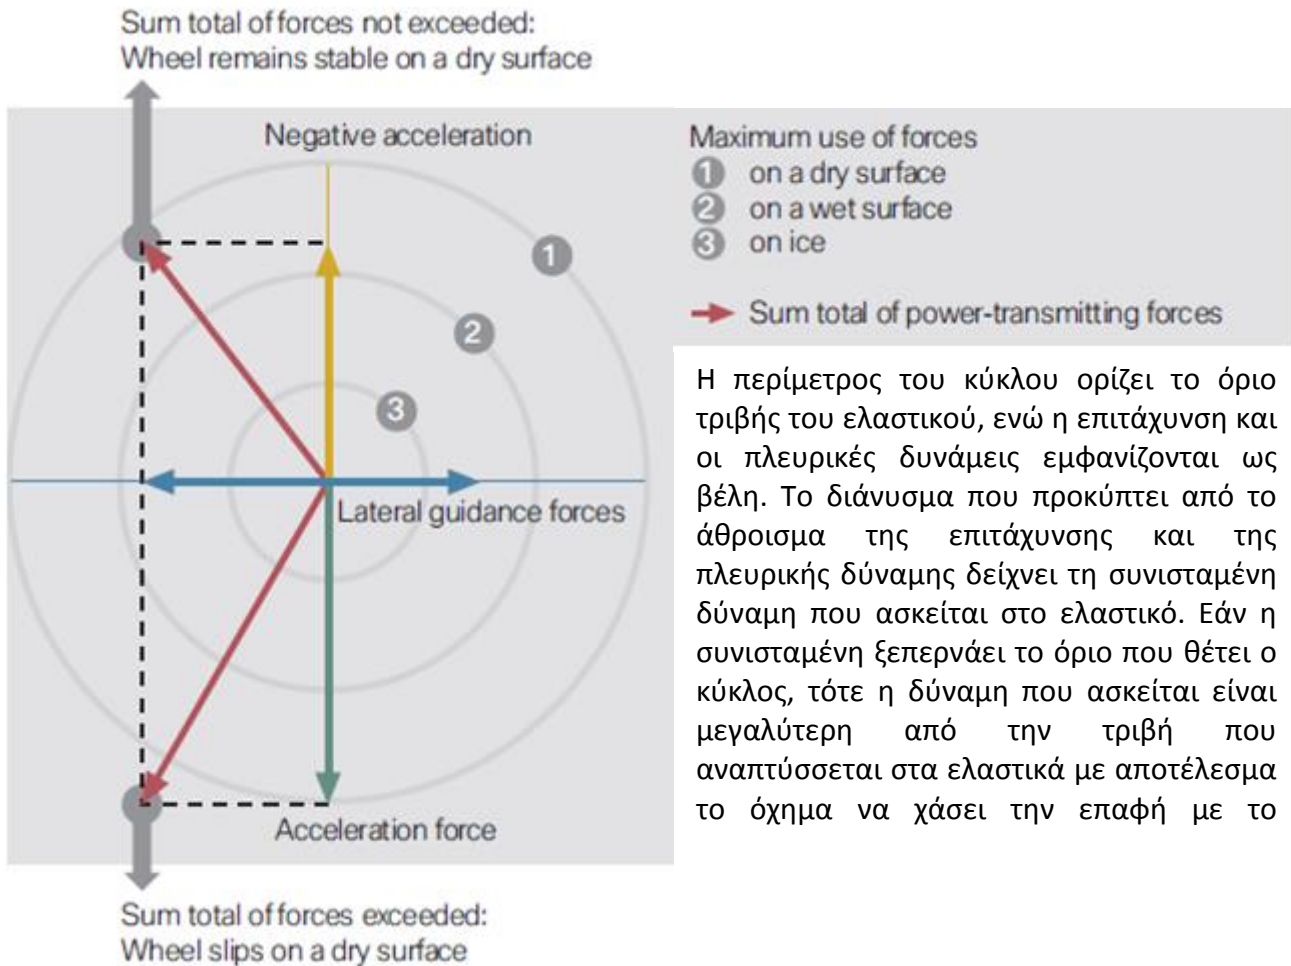 Sum total of forces not exceeded:
Wheel remains stable on a dry surface
Negative acceleration
1
2
3
Lateral guidance forces
Acceleration force
Sum total of forces exceeded:
Wheel slips on a dry surface
Maximum use of forces
1 on a dry surface
2 on a wet surface
3 on ice
Sum total of power-transmitting forces
Η περίμετρος του κύκλου ορίζει το όριο
τριβής του ελαστικού, ενώ η επιτάχυνση και
οι πλευρικές δυνάμεις εμφανίζονται ως
βέλη. Το διάνυσμα που προκύπτει από το
άθροισμα της επιτάχυνσης και της
πλευρικής δύναμης δείχνει τη συνισταμένη
δύναμη που ασκείται στο ελαστικό. Εάν η
συνισταμένη ξεπερνάει το όριο που θέτει ο
κύκλος, τότε η δύναμη που ασκείται είναι
μεγαλύτερη από την τριβή που
αναπτύσσεται στα ελαστικά με αποτέλεσμα
το όχημα να χάσει την επαφή με το